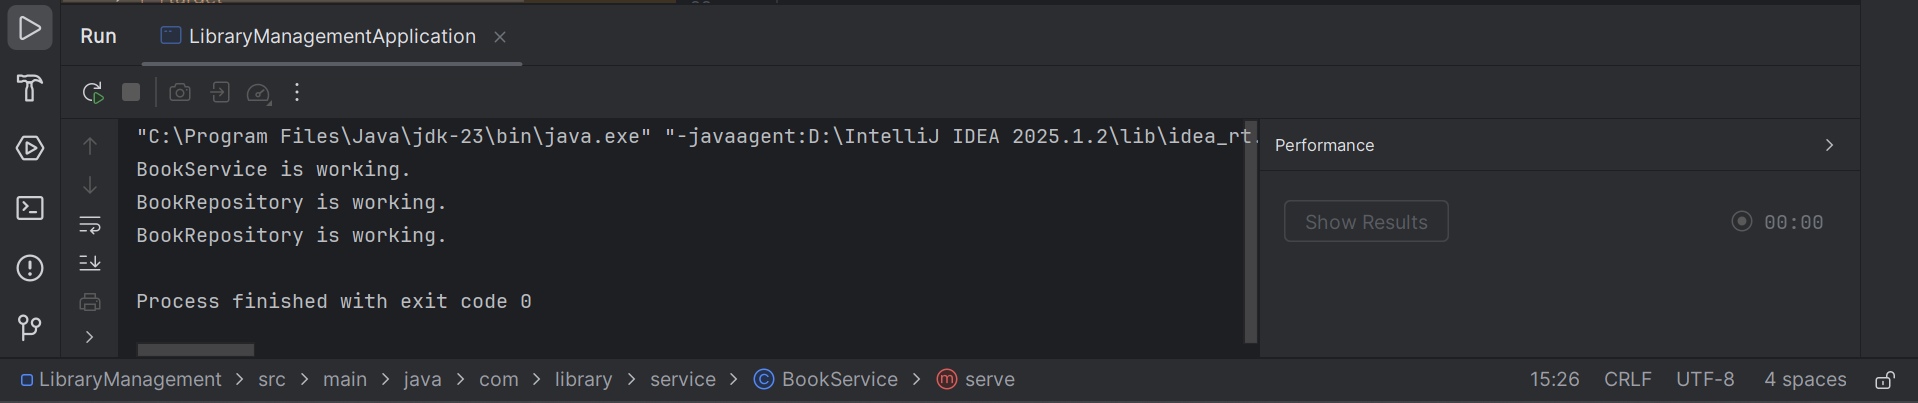 Run LibraryManagementApplication
"C:\Program Files\Java\jdk-23\bin\java.exe" "-javaagent:D:\IntelliJ IDEA 2025.1.2\lib\idea_rt.
Performance
BookService is working.
BookRepository is working.
Show Results 00:00
BookRepository is working.
Process finished with exit code 0
LibraryManagement > src > main > java > com > library > service > BookService > serve 15:26 CRLF UTF-8 4 spaces